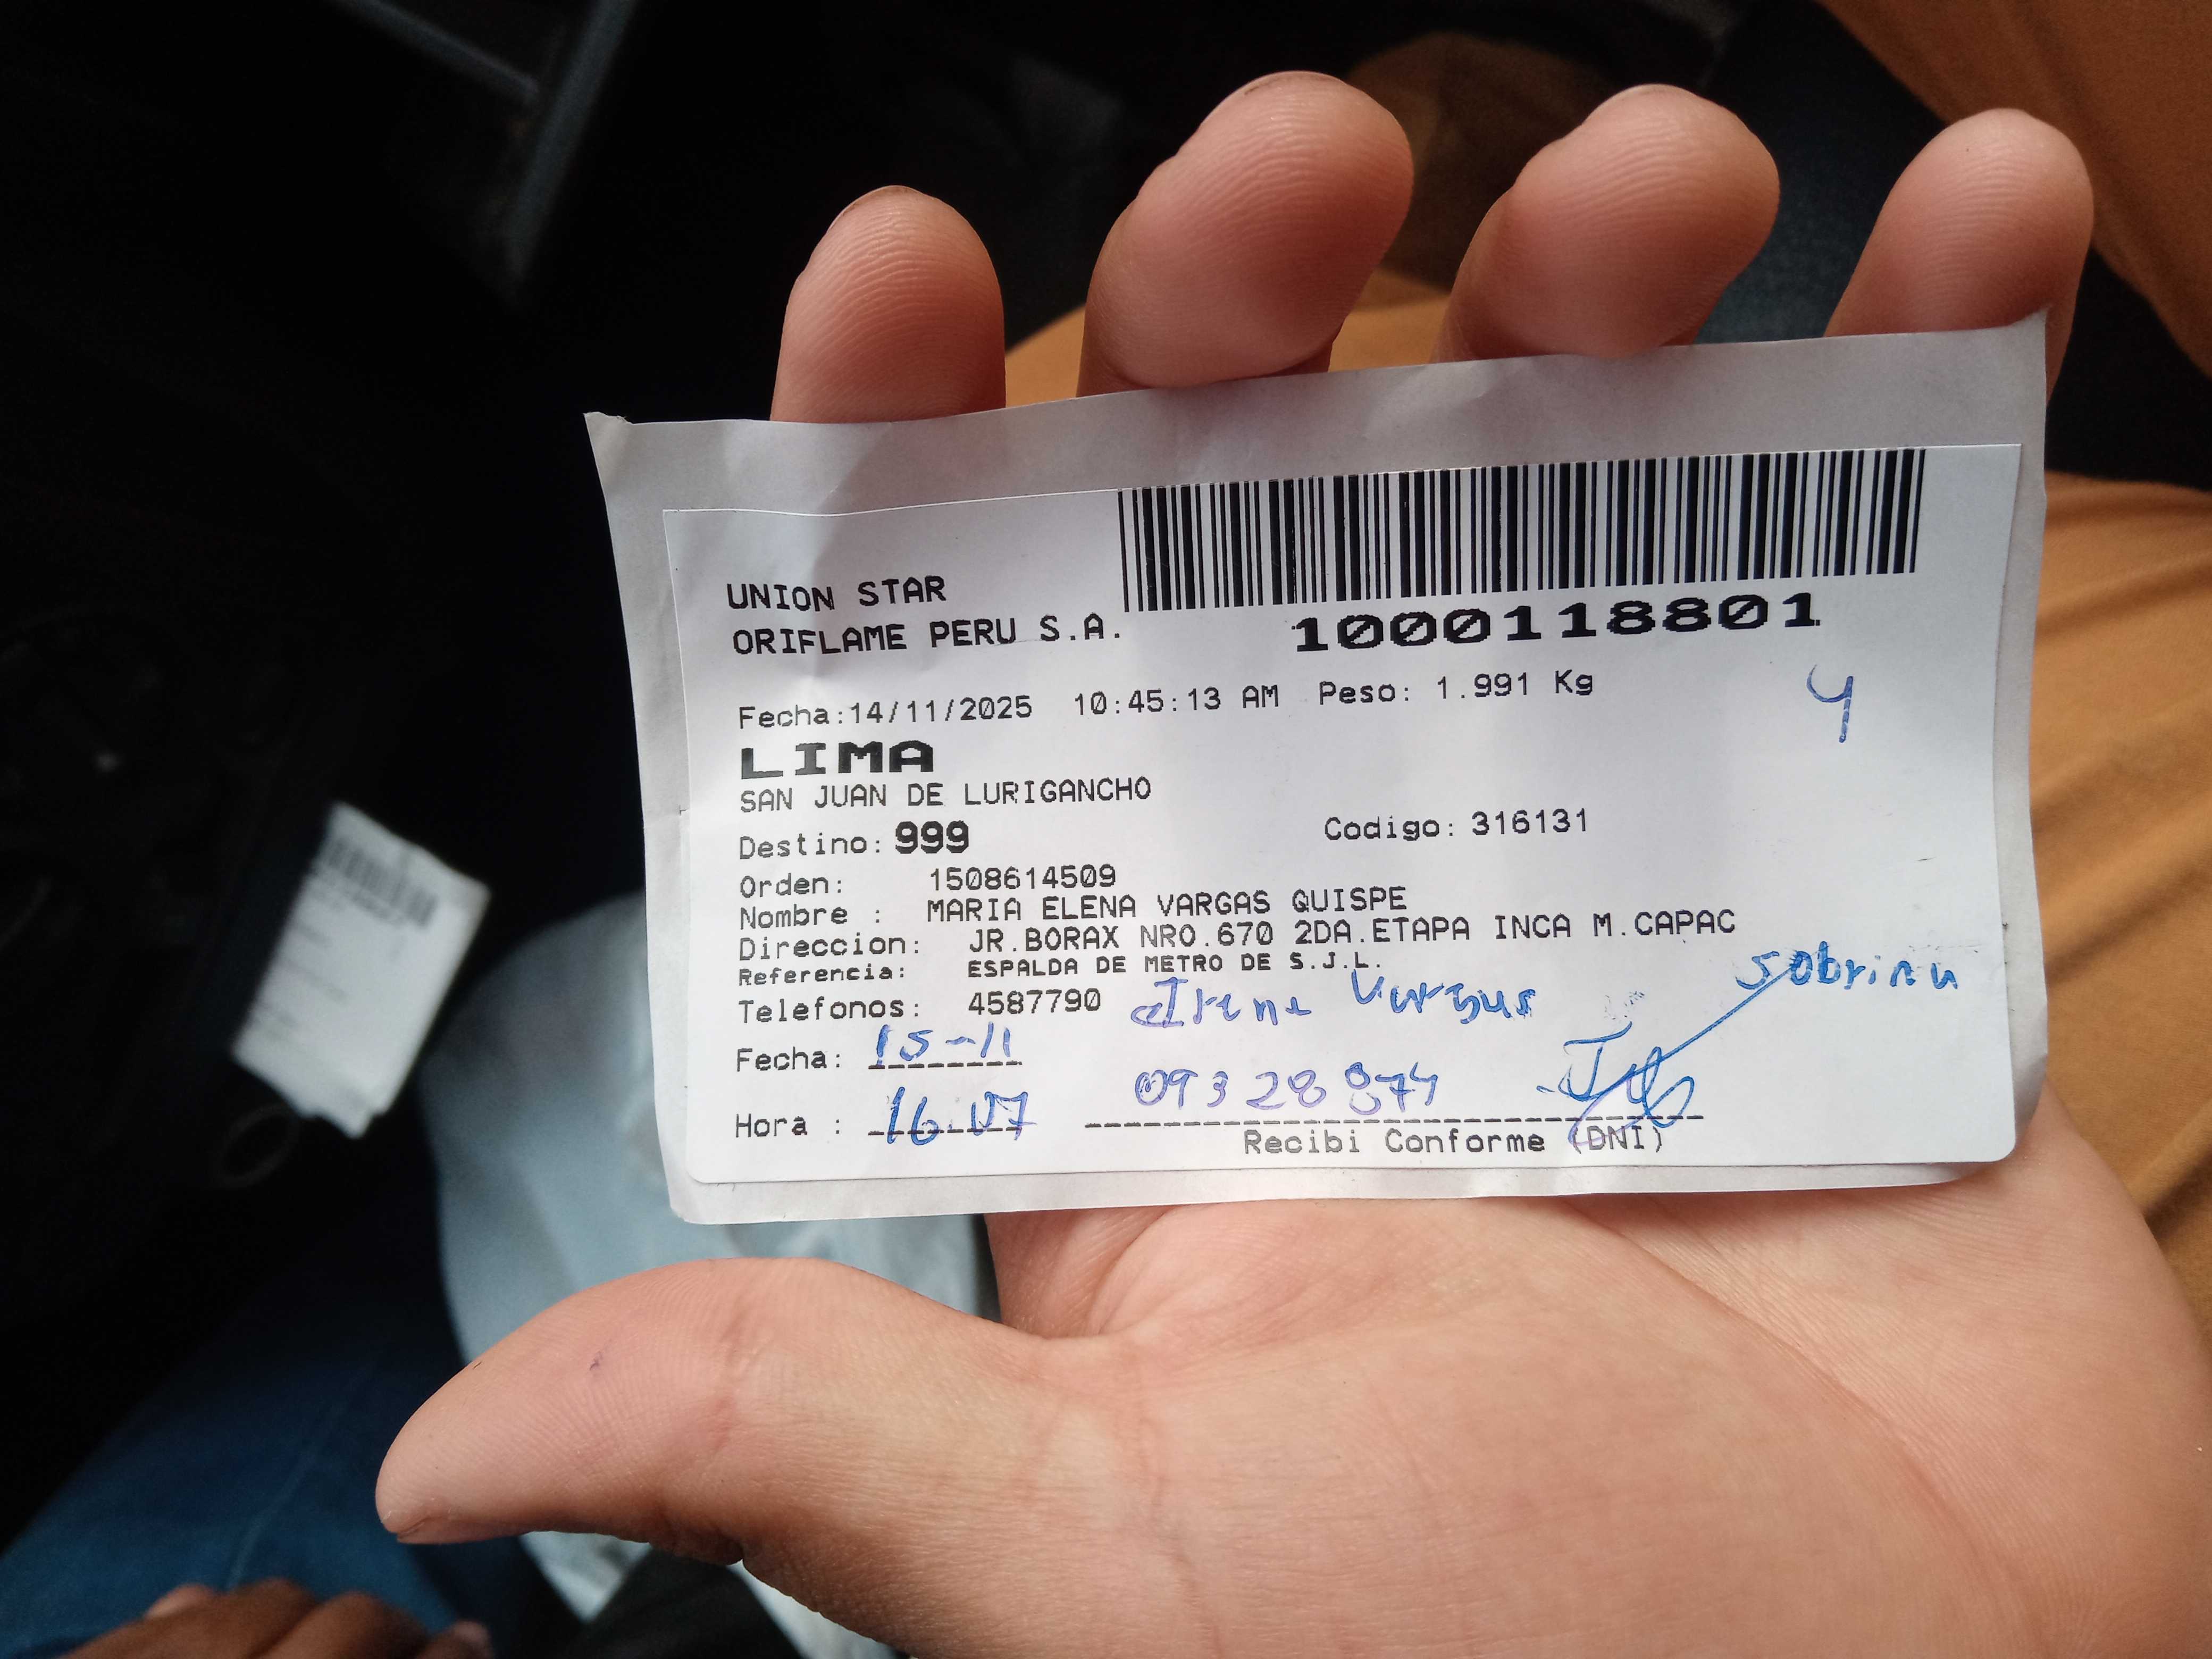 UNION STAR
ORIFLAME PERU S.A.
1000118801
Fecha:14/11/2025 10:45:13 AM Peso: 1.991 Kg
4
LIMA
SAN JUAN DE LURIGANCHO
Destino: 999 Codigo: 316131
Orden: 1508614509
Nombre : MARIA ELENA VARGAS QUISPE
Direccion: JR.BORAX NRO.670 2DA.ETAPA INCA M.CAPAC
Referencia: ESPALDA DE METRO DE S.J.L.
sobrina
Telefonos: 4587790 Irene Vargas
Fecha: 15-11
Hora : 16.07 09328874
Recibi Conforme (DNI)